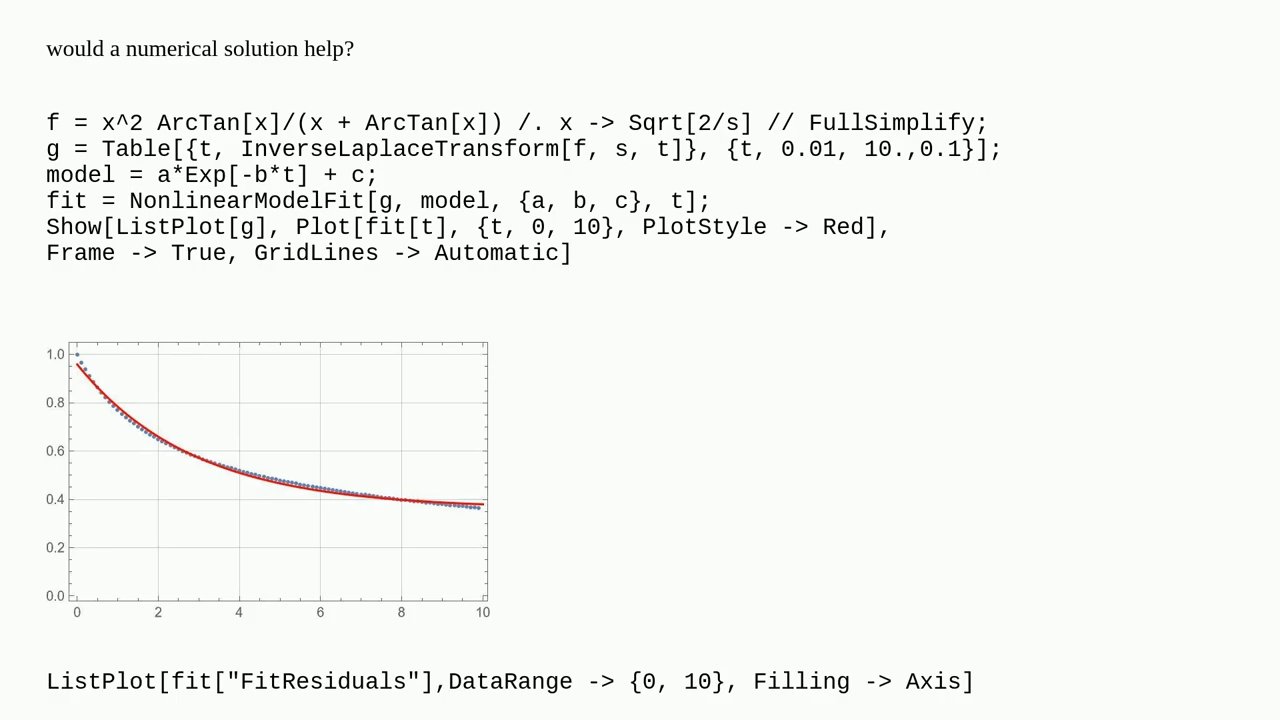 would a numerical solution help?
f = x^2 ArcTan[x]/(x + ArcTan[x]) /. x -> Sqrt[2/s] // FullSimplify;
g = Table[{t, InverseLaplaceTransform[f, s, t]}, {t, 0.01, 10.,0.1}];
model = a*Exp[-b*t] + c;
fit = NonlinearModelFit[g, model, {a, b, c}, t];
Show[ListPlot[g], Plot[fit[t], {t, 0, 10}, PlotStyle -> Red],
Frame -> True, GridLines -> Automatic]
1.0
0.8
0.6
0.4
0.2
0.0
0 2 4 6 8 10
ListPlot[fit["FitResiduals"],DataRange -> {0, 10}, Filling -> Axis]